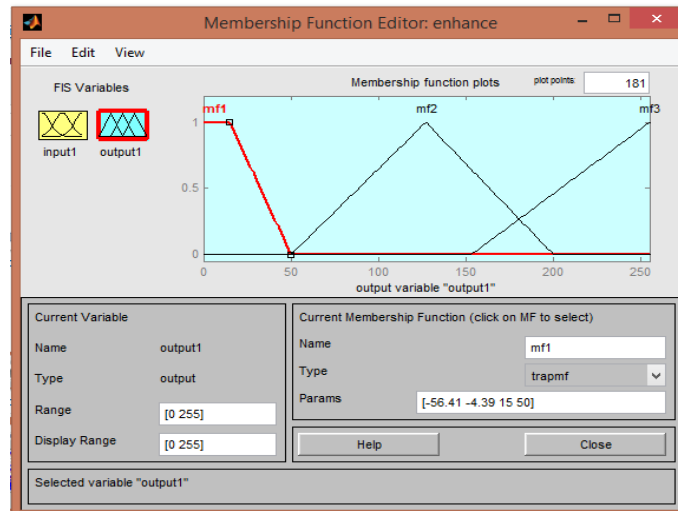 Membership Function Editor: enhance
File Edit View
FIS Variables
Membership function plots
plot points:
181
mf1
mf2
mf3
input1 output1
1
0.5
0
0 50 100 150 200 250
output variable "output1"
Current Variable
Name output1
Type output
Range [0 255]
Display Range [0 255]
Current Membership Function (click on MF to select)
Name mf1
Type trapmf
Params [-56.41 -4.39 15 50]
Help Close
Selected variable "output1"